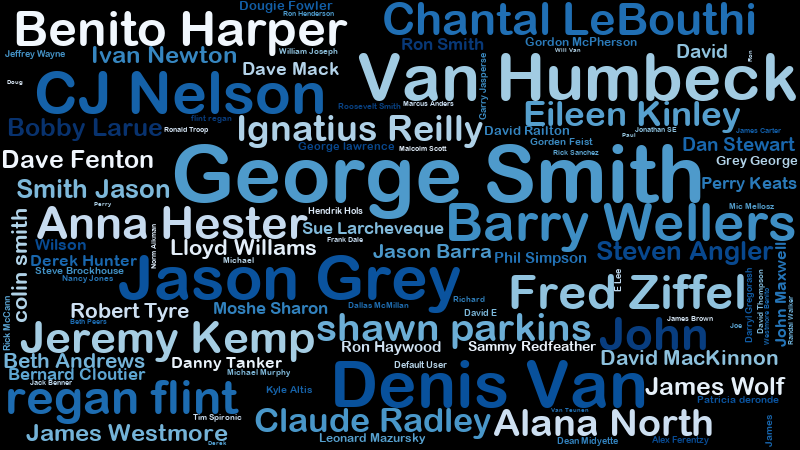 Dougie Fowler
Ron Henderson
Benito Harper
Chantal LeBouthi
Jeffrey Wayne
Ivan Newton
William Joseph
Ron Smith
Gordon McPherson
Will Van
David
Ron
Dave Mack
Doug
CJ Nelson
Van Humbeck
Garry Jasperse
Roosevelt Smith
Marcus Anders
Eileen Kinley
flint regan
Bobby Larue
Ronald Troop
Ignatius Reilly
David Railton
Jonathan SE
James Carter
Paul
George lawrence
Malcolm Scott
Gorden Feist
Rick Sanchez
Dan Stewart
Dave Fenton
George Smith
Grey George
Smith Jason
Perry Keats
Perry
Hendrik Hols
Mic Mellosz
colin smith
Anna Hester
Sue Larcheveque
Barry Wellers
Norm Alkman
Frank Dale
Wilson
Lloyd Willams
Jason Barra
Phil Simpson
Steven Angler
Derek Hunter
Michael
Steve Brockhouse
Nancy Jones
Jason Grey
E Lee
Fred Ziffel
Darryl Gregorash
David Thompson
John Maxwell
Randal Walker
Richard
Robert Tyre
Moshe Sharon
Dallas McMillan
David E
Rick McCann
Beth Peers
Jeremy Kemp
shawn parkins
James Brown
Joe
John
Ron Haywood
Sammy Redfeather
Beth Andrews
Danny Tanker
Default User
David MacKinnon
Bernard Cloutier
Michael Murphy
Jack Benner
Kyle Altis
Denis Van
James Wolf
regan flint
Patricia deronde
Tim Spironic
Claude Radley
Van Teunen
Alana North
James
James Westmore
Derek
Leonard Mazursky
Dean Midyette
Alex Ferentzy